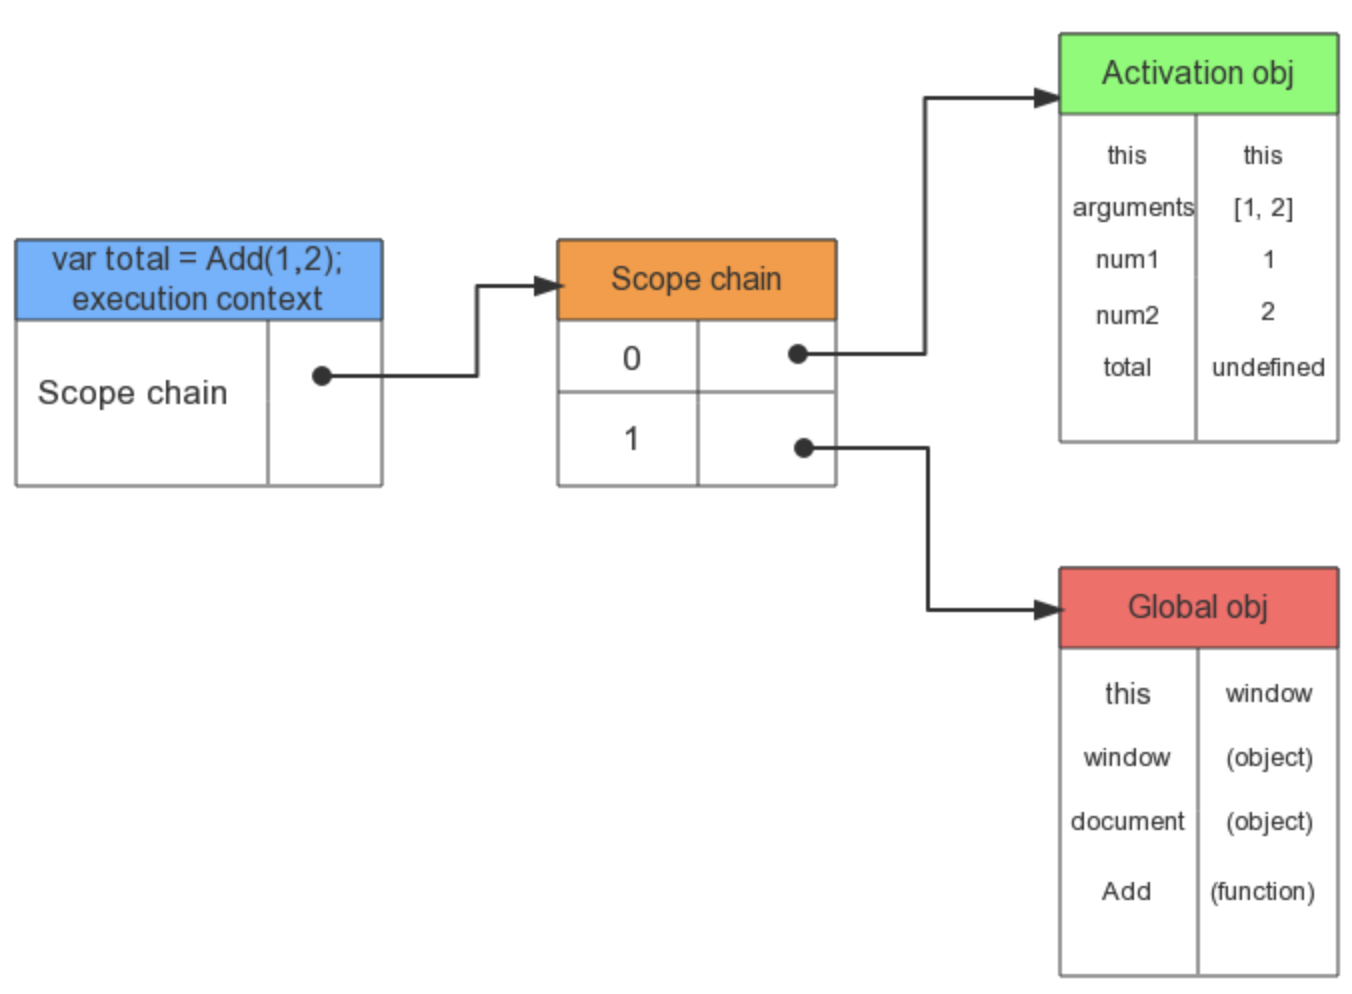 var total = Add(1,2);
execution context
Scope chain
Scope chain
0
1
Activation obj
this this
arguments [1, 2]
num1 1
num2 2
total undefined
Global obj
this window
window (object)
document (object)
Add (function)